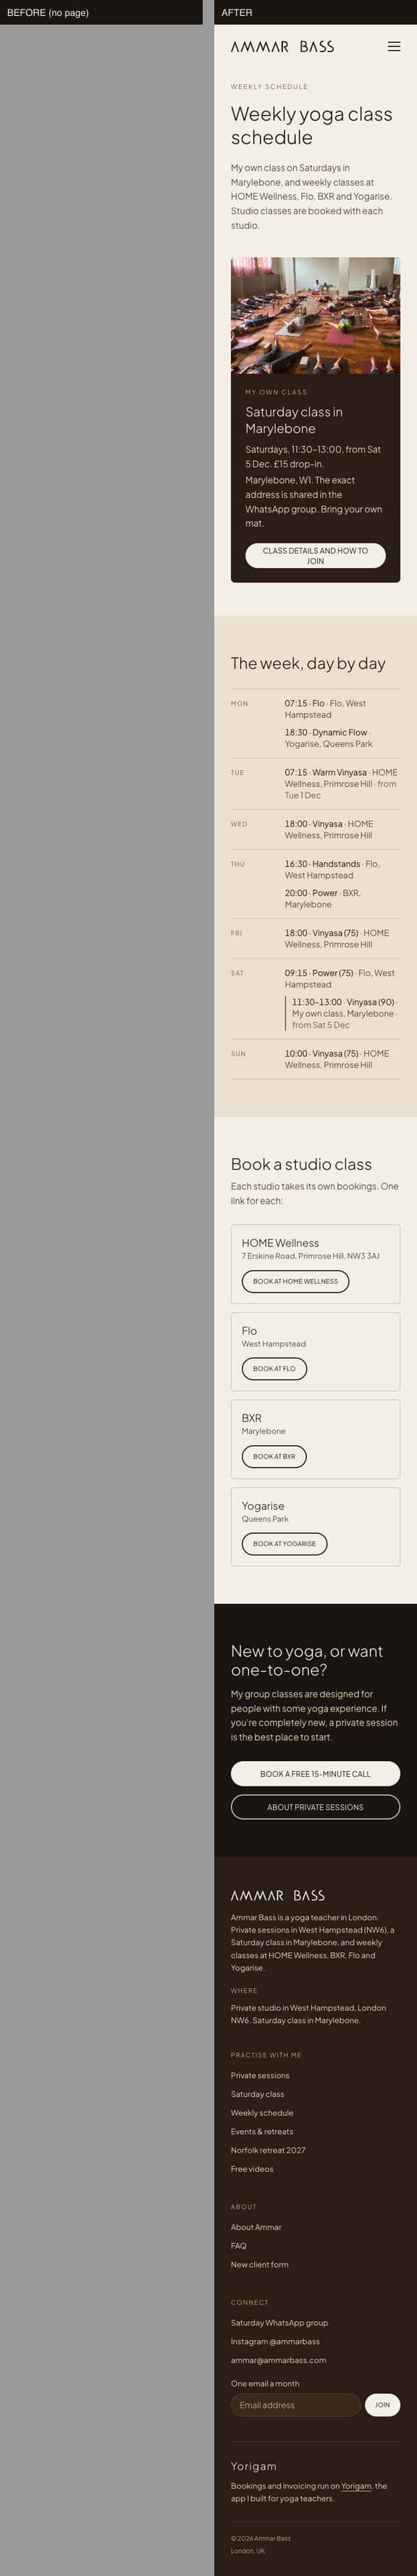 BEFORE (no page)
AFTER
AMMAR BASS
WEEKLY SCHEDULE
Weekly yoga class
schedule
My own class on Saturdays in
Marylebone, and weekly classes at
HOME Wellness, Flo, BXR and Yogarise.
Studio classes are booked with each
studio.
MY OWN CLASS
Saturday class in
Marylebone
Saturdays, 11:30–13:00, from Sat
5 Dec. £15 drop-in.
Marylebone, W1. The exact
address is shared in the
WhatsApp group. Bring your own
mat.
CLASS DETAILS AND HOW TO
JOIN
The week, day by day
MON
07:15 · Flo · Flo, West
Hampstead
18:30 · Dynamic Flow ·
Yogarise, Queens Park
TUE
07:15 · Warm Vinyasa · HOME
Wellness, Primrose Hill · from
Tue 1 Dec
WED
18:00 · Vinyasa · HOME
Wellness, Primrose Hill
THU
16:30 · Handstands · Flo,
West Hampstead
20:00 · Power · BXR,
Marylebone
FRI
18:00 · Vinyasa (75) · HOME
Wellness, Primrose Hill
SAT
09:15 · Power (75) · Flo, West
Hampstead
11:30–13:00 · Vinyasa (90) ·
My own class, Marylebone ·
from Sat 5 Dec
SUN
10:00 · Vinyasa (75) · HOME
Wellness, Primrose Hill
Book a studio class
Each studio takes its own bookings. One
link for each:
HOME Wellness
7 Erskine Road, Primrose Hill, NW3 3AJ
BOOK AT HOME WELLNESS
Flo
West Hampstead
BOOK AT FLO
BXR
Marylebone
BOOK AT BXR
Yogarise
Queens Park
BOOK AT YOGARISE
New to yoga, or want
one-to-one?
My group classes are designed for
people with some yoga experience. If
you're completely new, a private session
is the best place to start.
BOOK A FREE 15-MINUTE CALL
ABOUT PRIVATE SESSIONS
AMMAR BASS
Ammar Bass is a yoga teacher in London.
Private sessions in West Hampstead (NW6), a
Saturday class in Marylebone, and weekly
classes at HOME Wellness, BXR, Flo and
Yogarise.
WHERE
Private studio in West Hampstead, London
NW6. Saturday class in Marylebone.
PRACTISE WITH ME
Private sessions
Saturday class
Weekly schedule
Events & retreats
Norfolk retreat 2027
Free videos
ABOUT
About Ammar
FAQ
New client form
CONNECT
Saturday WhatsApp group
Instagram @ammarbass
ammar@ammarbass.com
One email a month
Email address
JOIN
Yorigam
Bookings and invoicing run on Yorigam, the
app I built for yoga teachers.
© 2026 Ammar Bass
London, UK